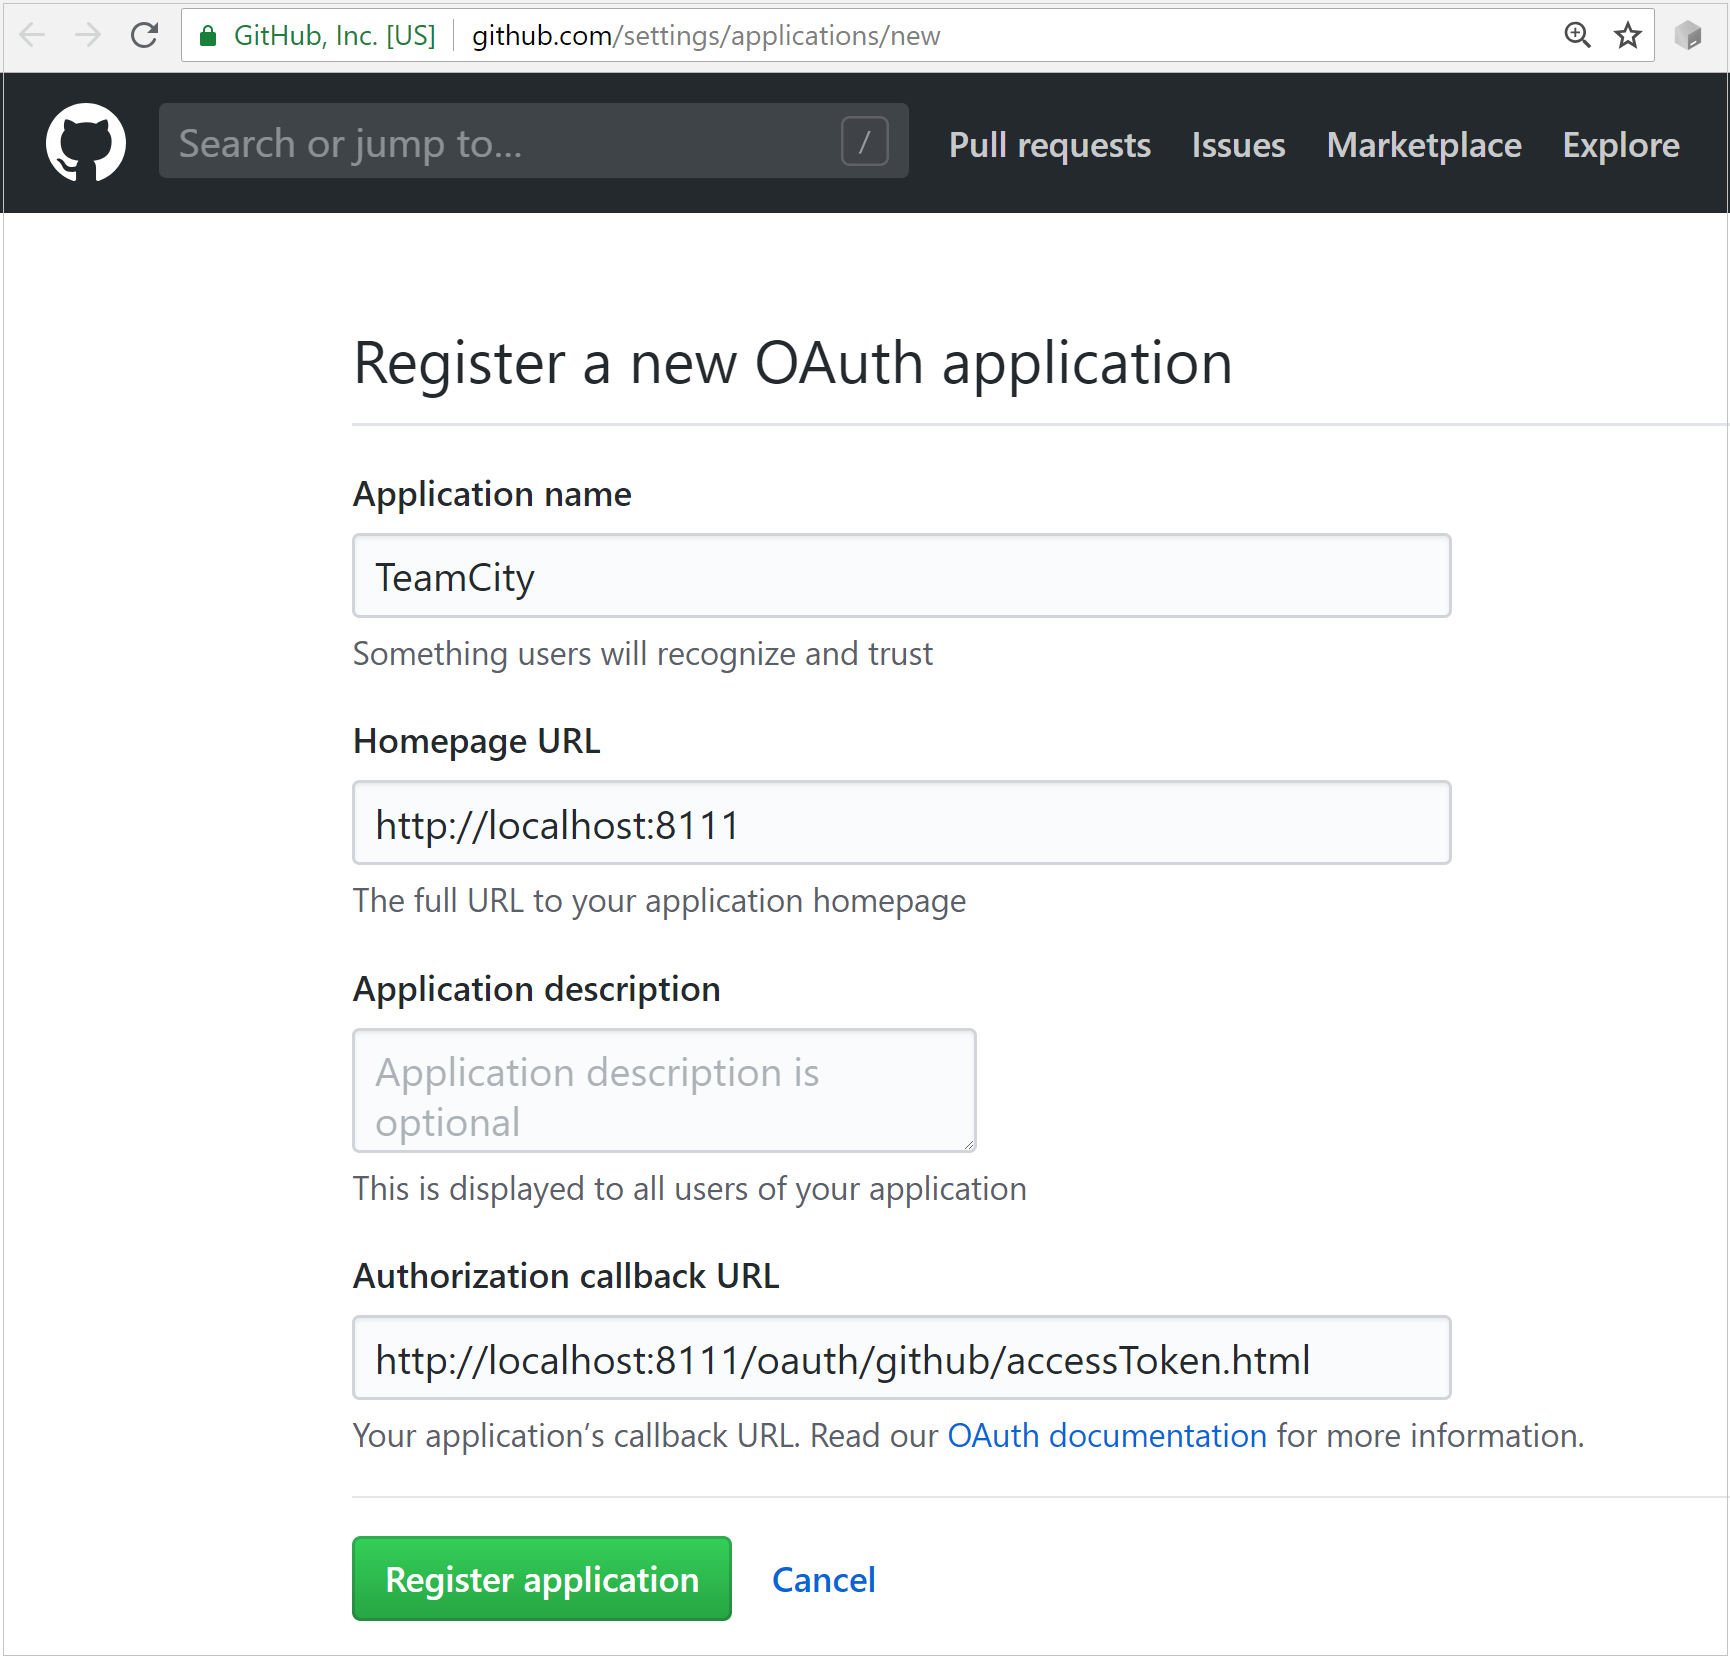 GitHub, Inc. [US] github.com/settings/applications/new
Search or jump to... / Pull requests Issues Marketplace Explore
Register a new OAuth application
Application name
TeamCity
Something users will recognize and trust
Homepage URL
http://localhost:8111
The full URL to your application homepage
Application description
Application description is
optional
This is displayed to all users of your application
Authorization callback URL
http://localhost:8111/oauth/github/accessToken.html
Your application’s callback URL. Read our OAuth documentation for more information.
Register application Cancel